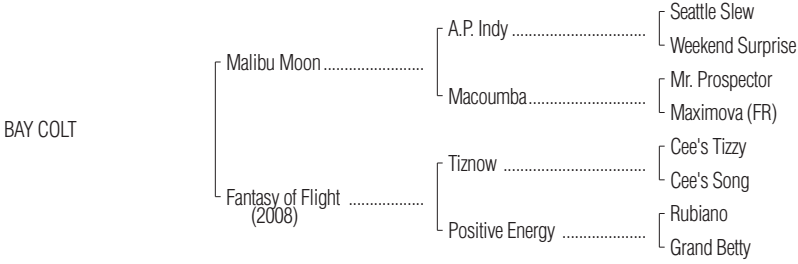 Seattle Slew
A.P. Indy
Weekend Surprise
Malibu Moon
Mr. Prospector
Macoumba
Maximova (FR)
BAY COLT
Cee's Tizzy
Tiznow
Cee's Song
Fantasy of Flight
(2008)
Rubiano
Positive Energy
Grand Betty